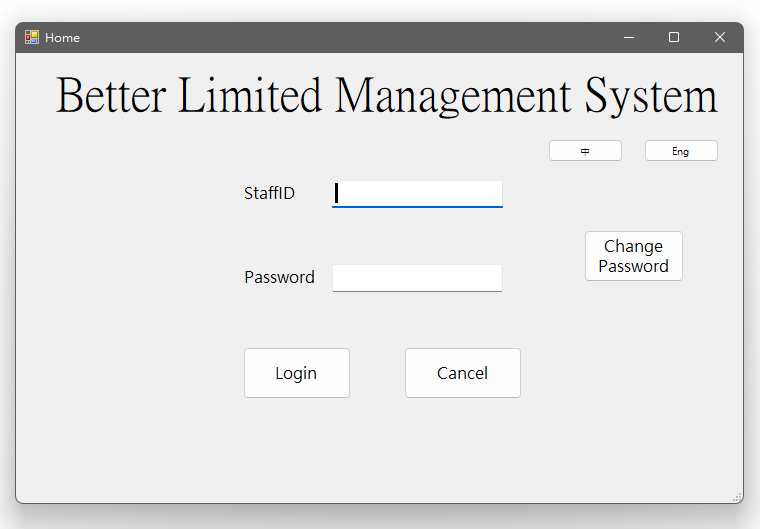 Home
Better Limited Management System
中
Eng
StaffID
Change
Password
Password
Login
Cancel